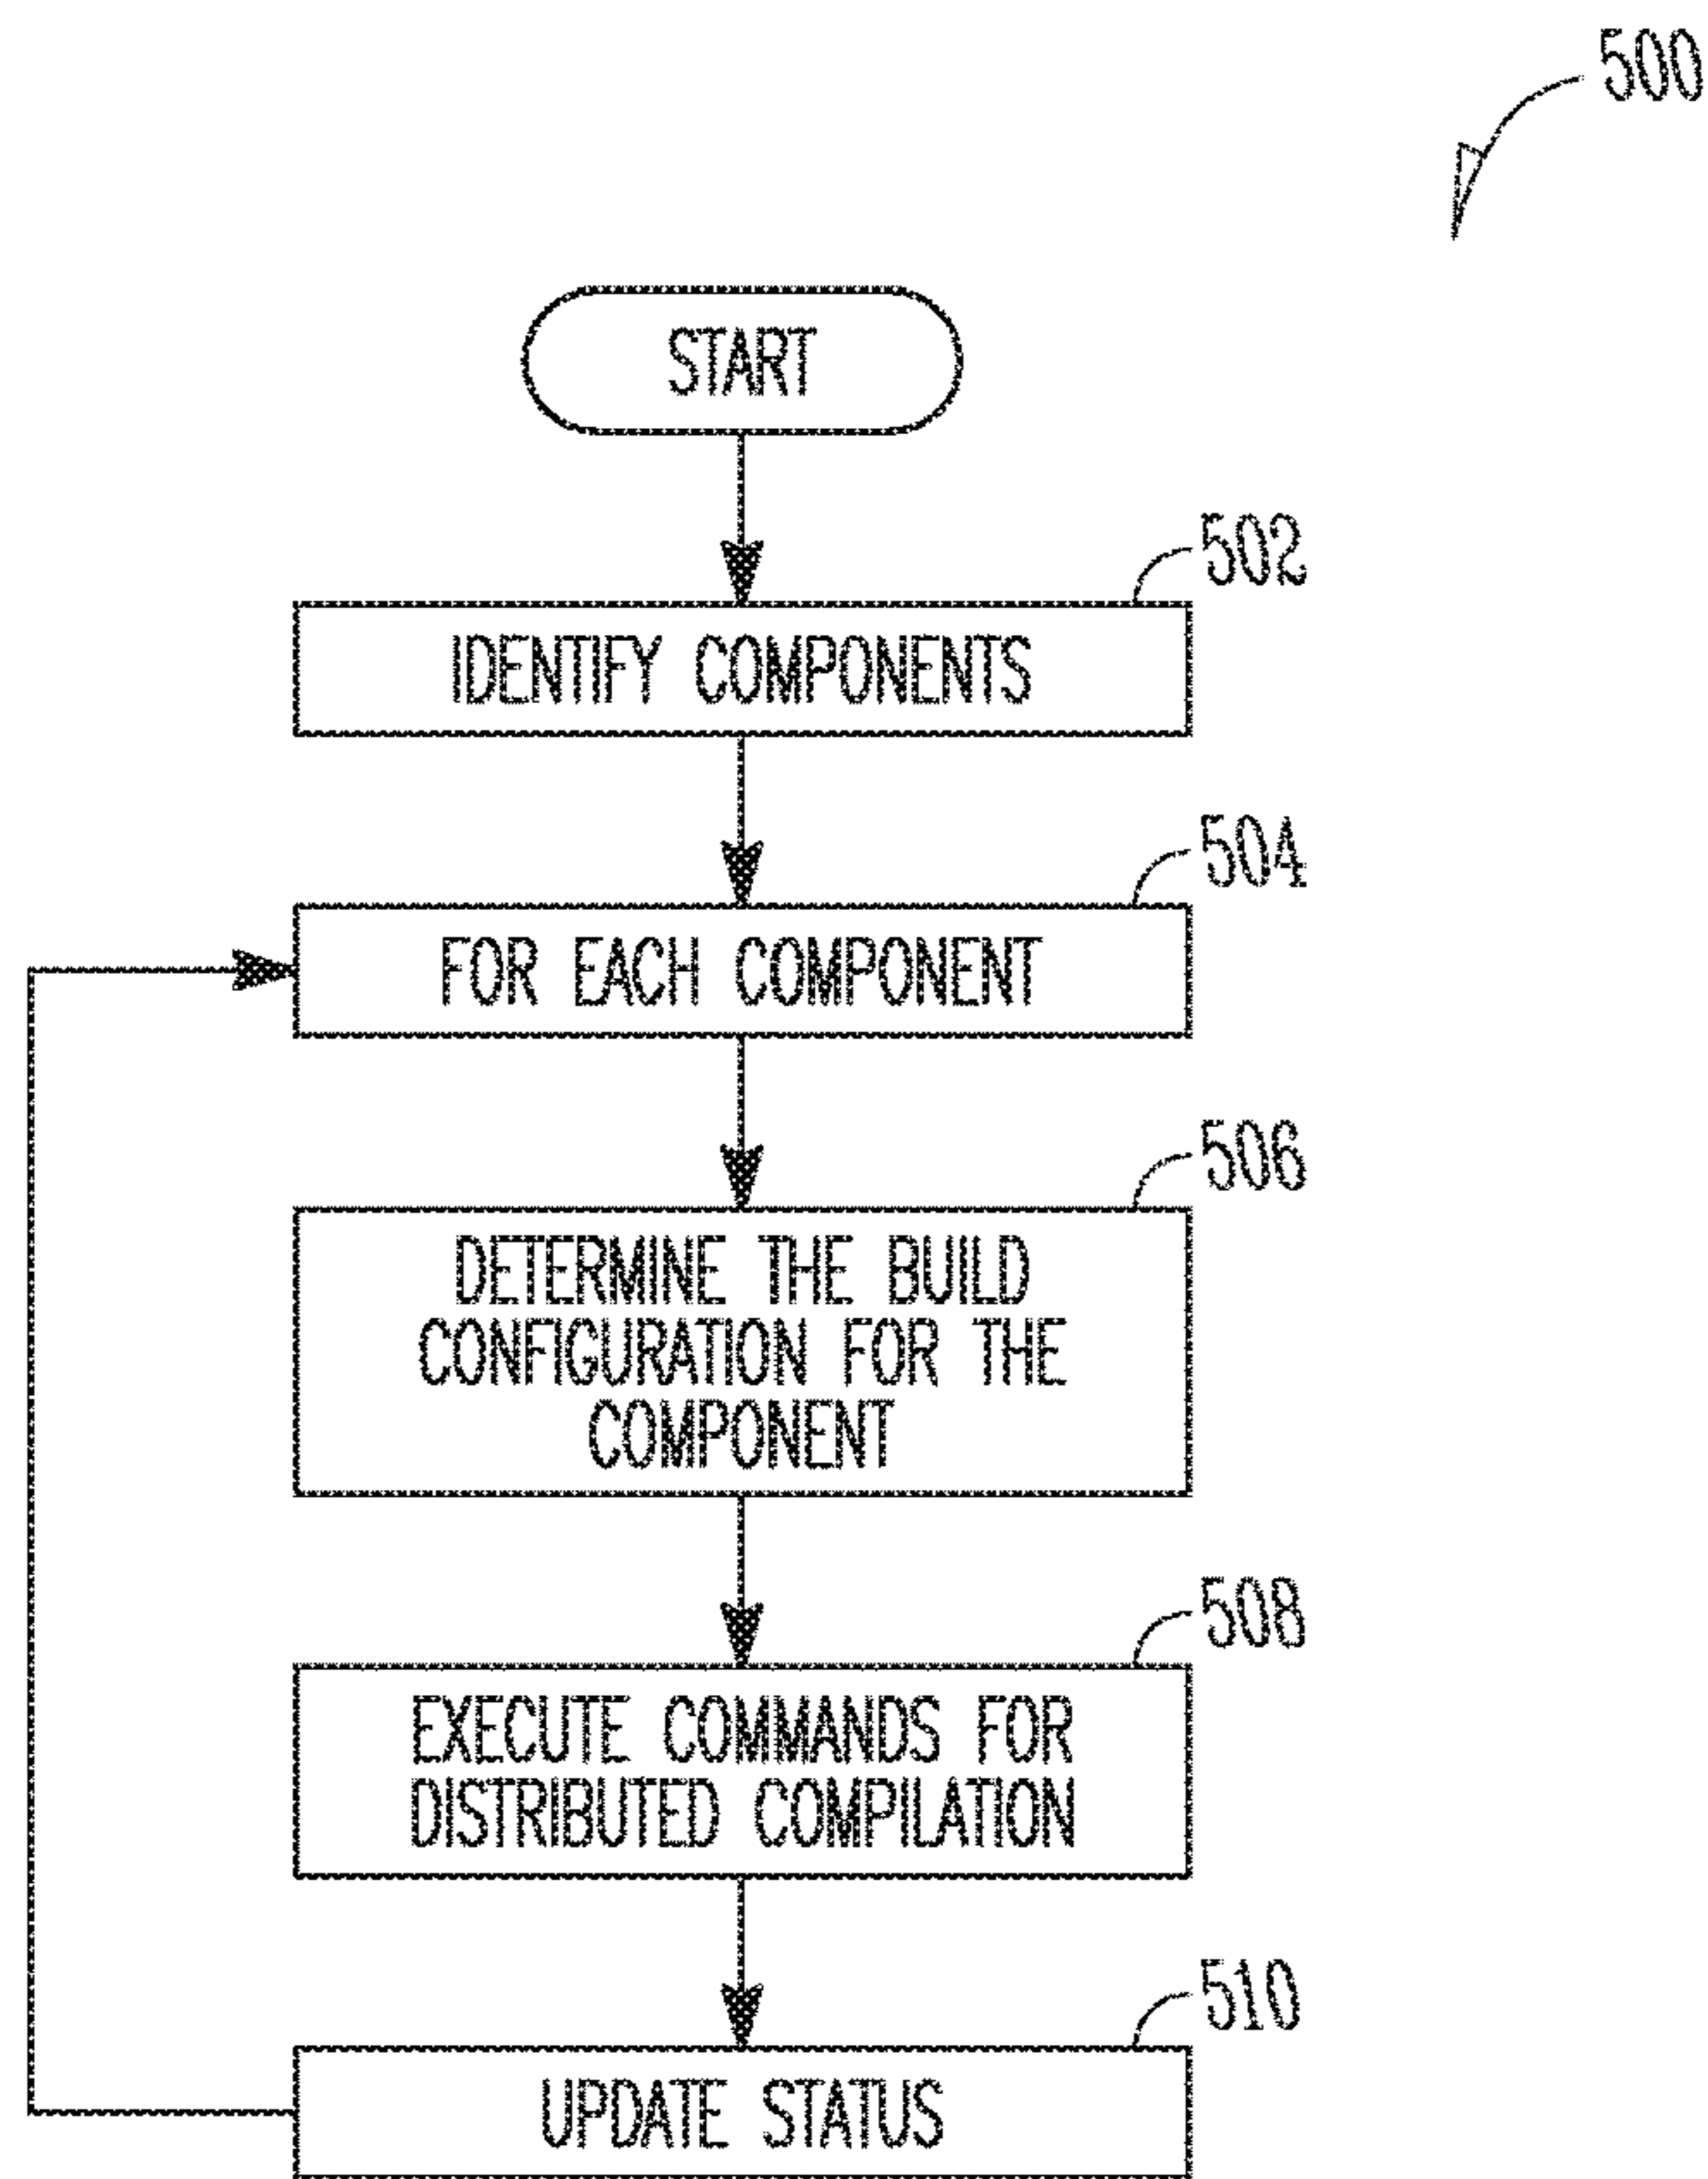 500
START
502
IDENTIFY COMPONENTS
504
FOR EACH COMPONENT
506
DETERMINE THE BUILD
CONFIGURATION FOR THE
COMPONENT
508
EXECUTE COMMANDS FOR
DISTRIBUTED COMPILATION
510
UPDATE STATUS